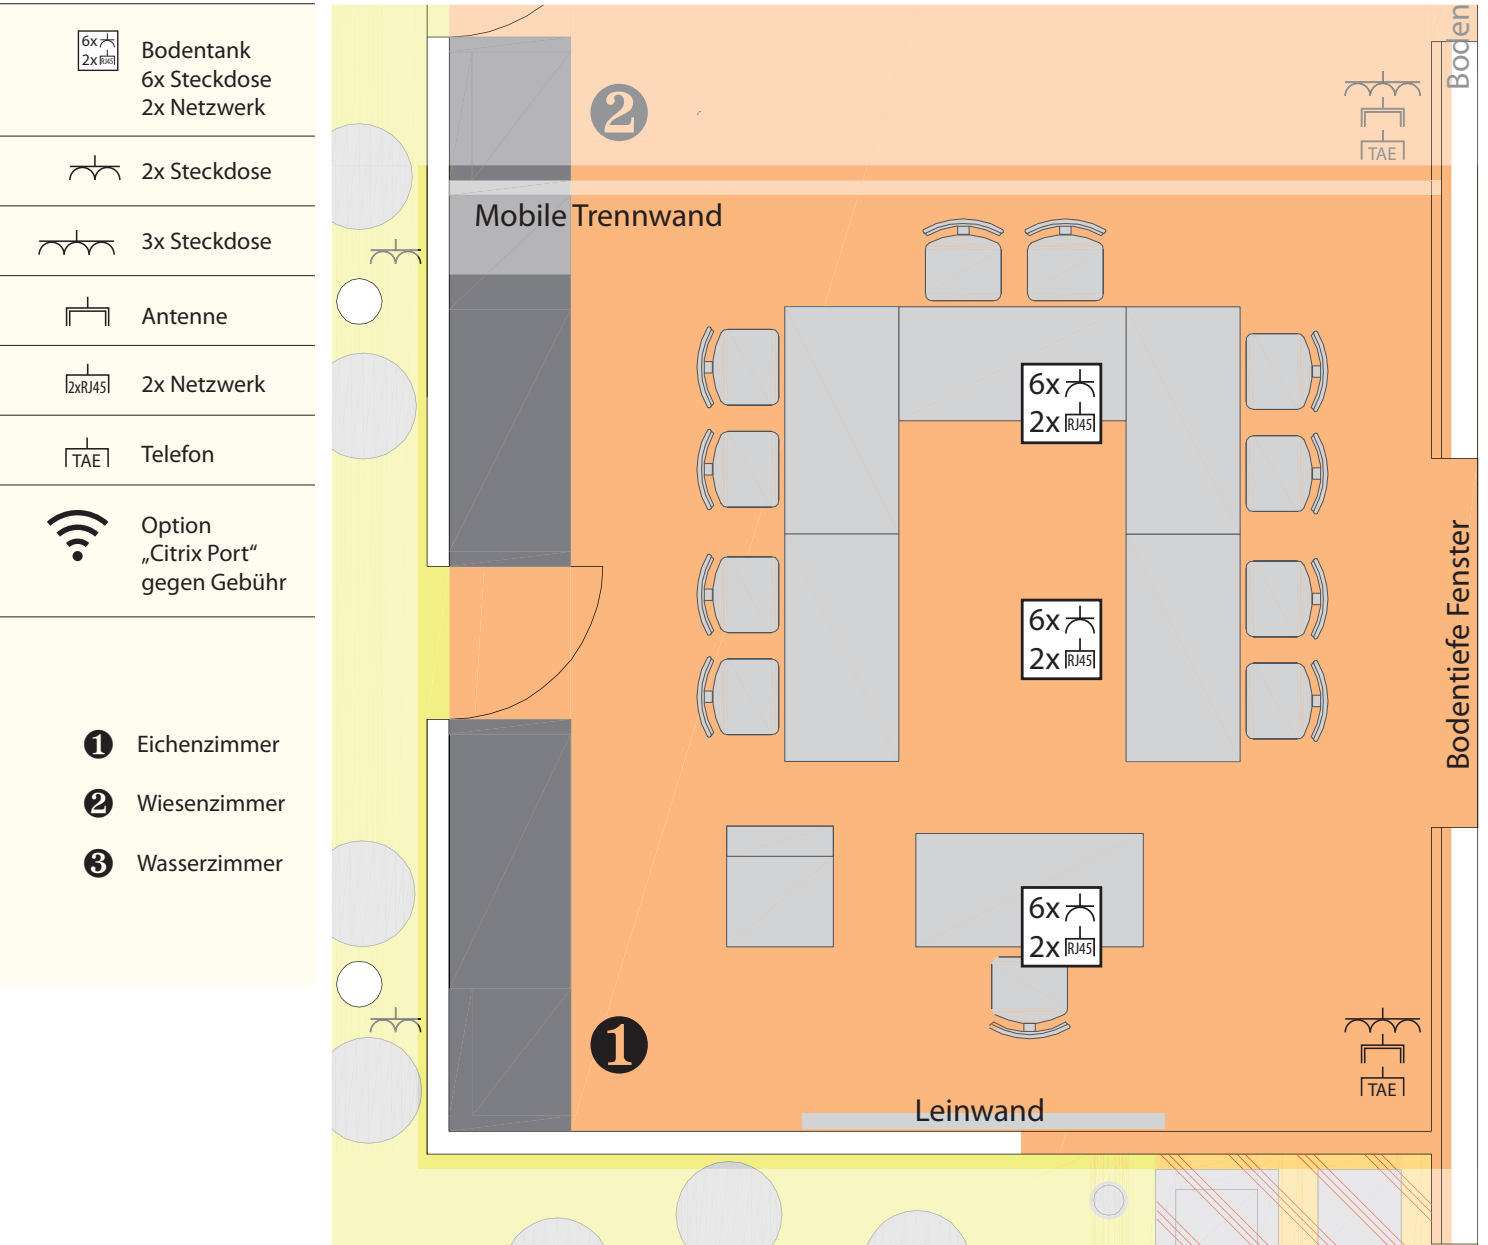 6x
2x RJ45
Bodentank
6x Steckdose
2x Netzwerk
2x Steckdose
3x Steckdose
Antenne
2xRJ45
2x Netzwerk
TAE
Telefon
Option
„Citrix Port“
gegen Gebühr
1 Eichenzimmer
2 Wiesenzimmer
3 Wasserzimmer
2
TAE
Boden
Mobile Trennwand
6x
2x RJ45
6x
2x RJ45
Bodentiefe Fenster
6x
2x RJ45
1
TAE
Leinwand